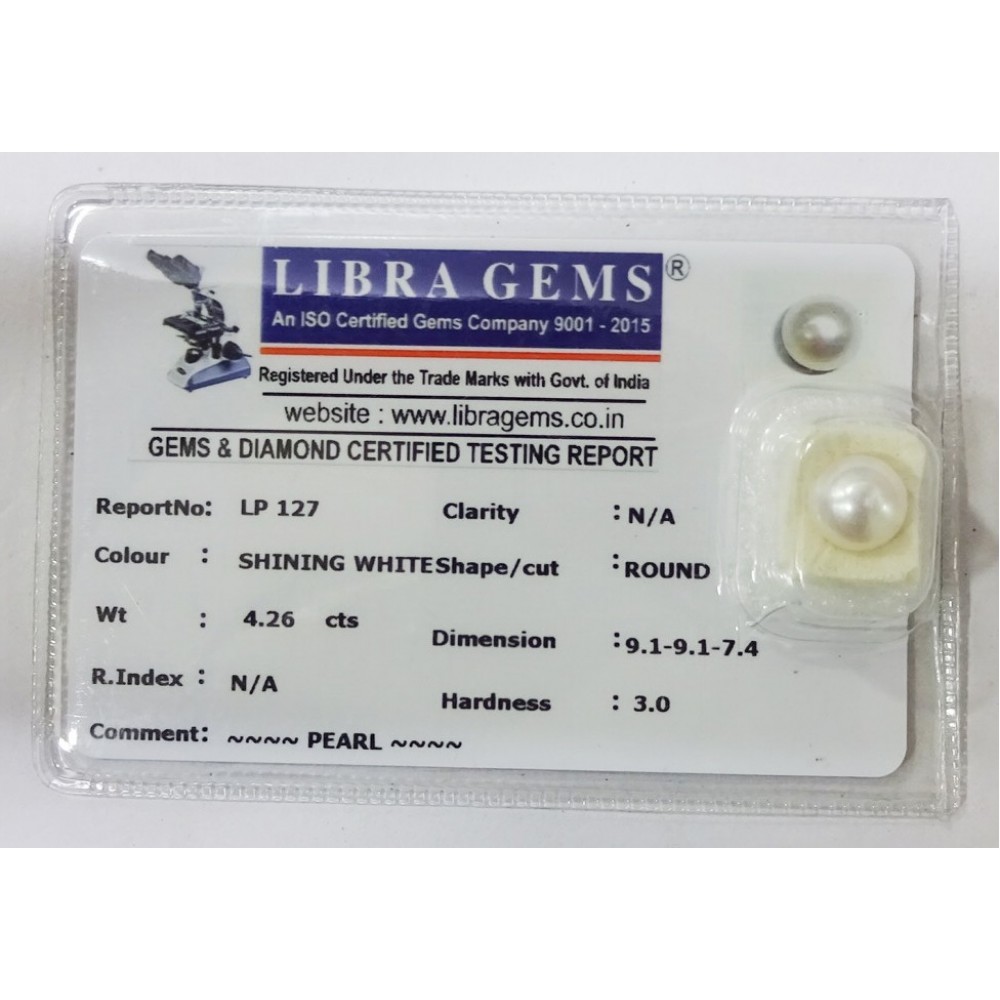 LIBRA GEMS ®
An ISO Certified Gems Company 9001 - 2015
Registered Under the Trade Marks with Govt. of India
website : www.libragems.co.in
GEMS & DIAMOND CERTIFIED TESTING REPORT
ReportNo: LP 127 Clarity : N/A
Colour : SHINING WHITE Shape/cut : ROUND
Wt : 4.26 cts Dimension : 9.1-9.1-7.4
R.Index : N/A Hardness : 3.0
Comment: ~~~~ PEARL ~~~~